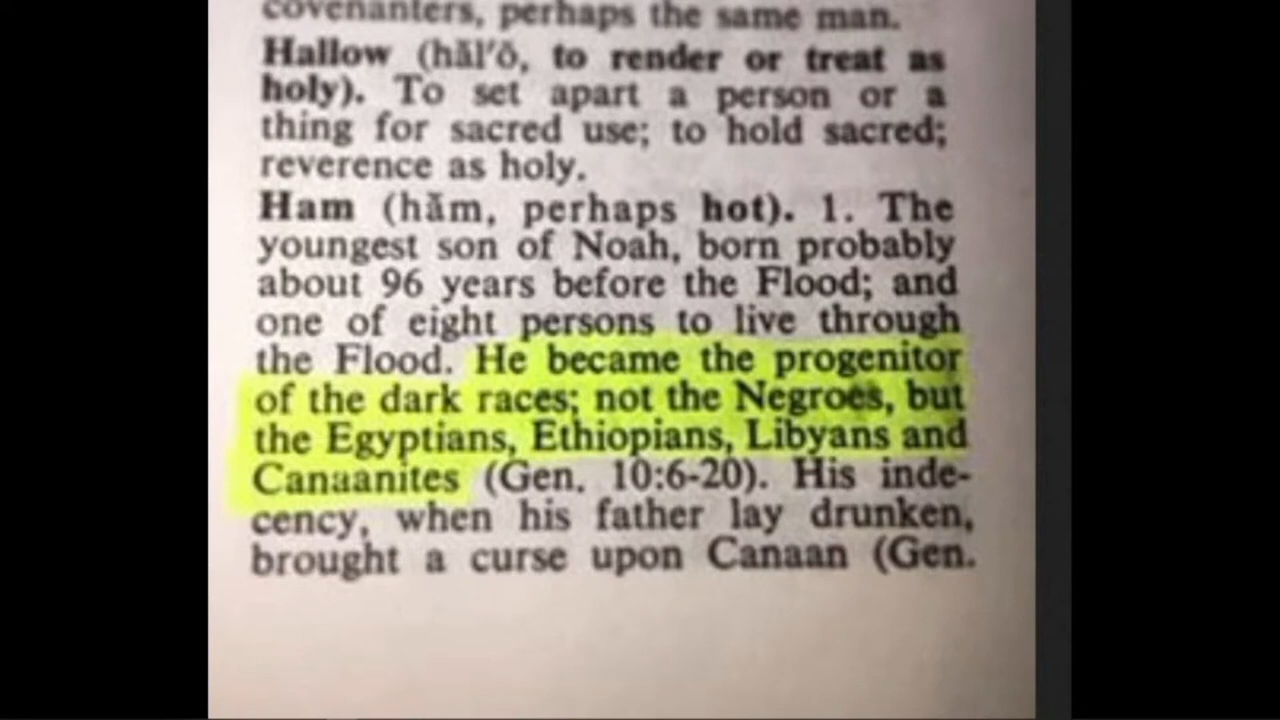 covenanters, perhaps the same man.
Hallow (hăl'ō, to render or treat as
holy). To set apart a person or a
thing for sacred use; to hold sacred;
reverence as holy.
Ham (hăm, perhaps hot). 1. The
youngest son of Noah, born probably
about 96 years before the Flood; and
one of eight persons to live through
the Flood. He became the progenitor
of the dark races; not the Negroes, but
the Egyptians, Ethiopians, Libyans and
Canaanites (Gen. 10:6-20). His inde-
cency, when his father lay drunken,
brought a curse upon Canaan (Gen.